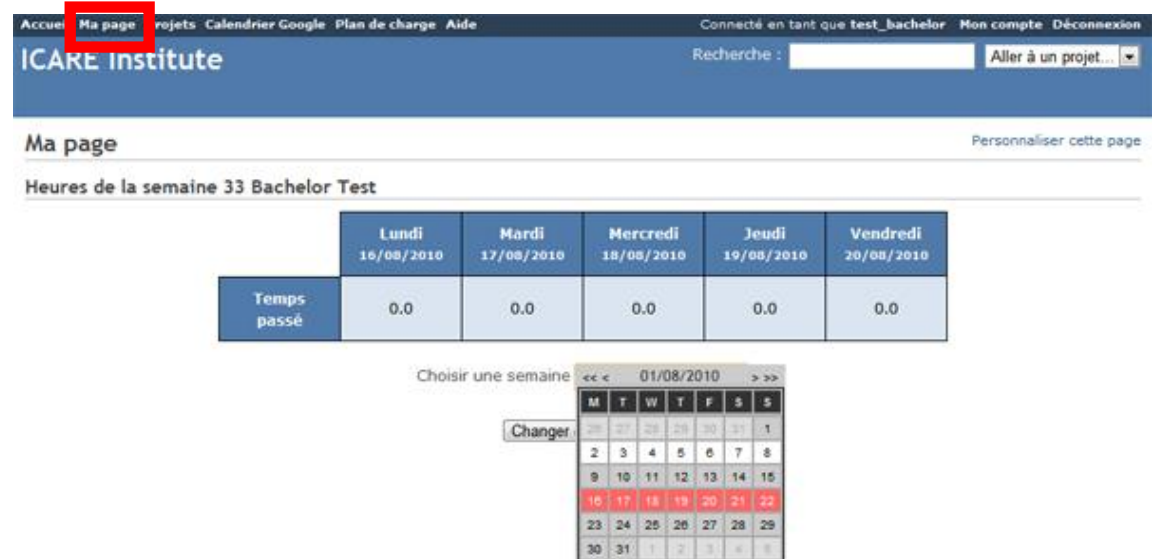 Accueil Ma page Projets Calendrier Google Plan de charge Aide Connecté en tant que test_bachelor Mon compte Déconnexion
ICARE Institute Recherche : Aller à un projet...
Ma page Personnaliser cette page
Heures de la semaine 33 Bachelor Test
Lundi Mardi Mercredi Jeudi Vendredi
16/08/2010 17/08/2010 18/08/2010 19/08/2010 20/08/2010
Temps passé 0.0 0.0 0.0 0.0 0.0
Choisir une semaine << < 01/08/2010 > >>
M T W T F S S
Changer 26 27 28 29 30 31 1
2 3 4 5 6 7 8
9 10 11 12 13 14 15
16 17 18 19 20 21 22
23 24 25 26 27 28 29
30 31 1 2 3 4 5